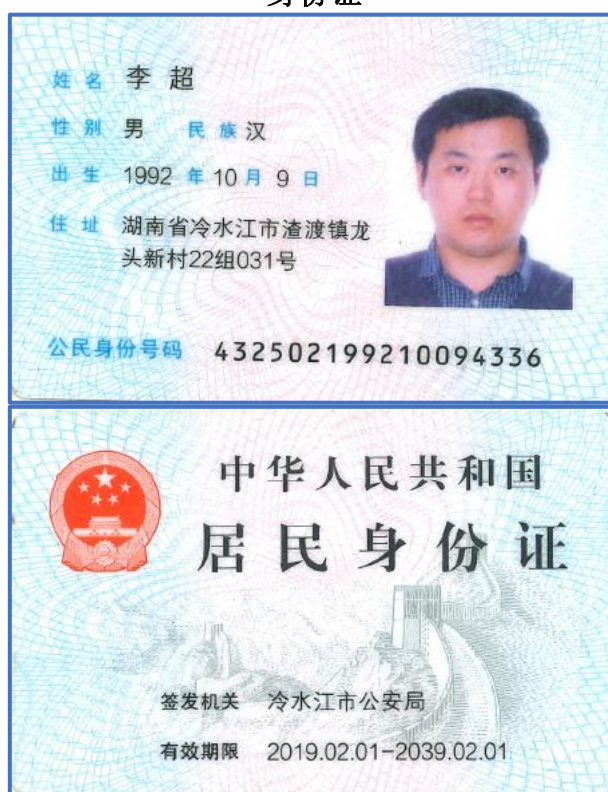 身份证
姓名 李超
性别 男 民族 汉
出生 1992 年 10 月 9 日
住址 湖南省冷水江市渣渡镇龙
头新村22组031号
公民身份号码 432502199210094336
中华人民共和国
居民身份证
签发机关 冷水江市公安局
有效期限 2019.02.01-2039.02.01